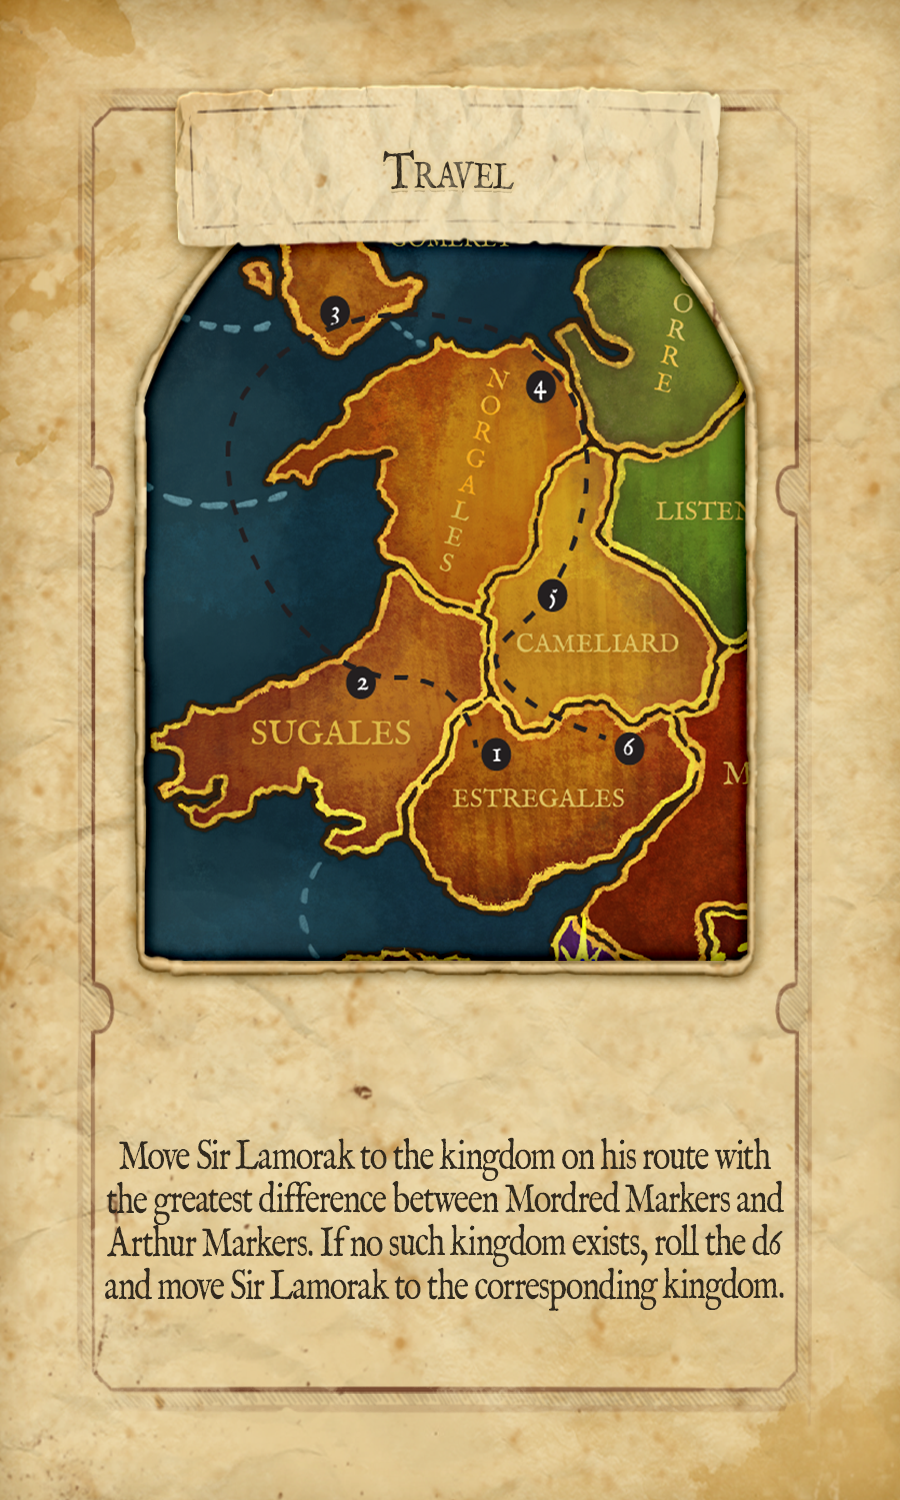 Travel
3
ORRE
4
NORGALES
LISTEN
5
CAMELIARD
2
SUGALES
1
6
M
ESTREGALES
Move Sir Lamorak to the kingdom on his route with
the greatest difference between Mordred Markers and
Arthur Markers. If no such kingdom exists, roll the d6
and move Sir Lamorak to the corresponding kingdom.